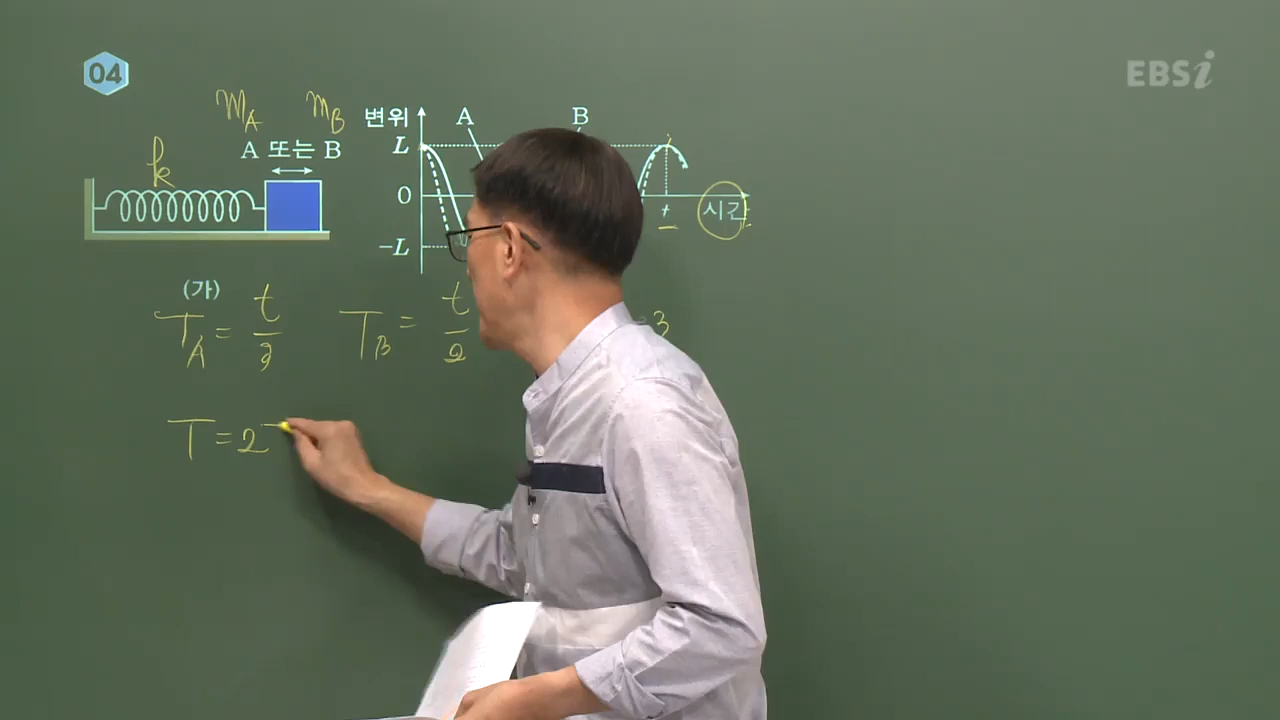 04
EBSi
m_A m_B
k
A 또는 B
변위 A B
L
0
t 시간
-L
(가)
T_A = t/3 T_B = t/2 3
T = 2